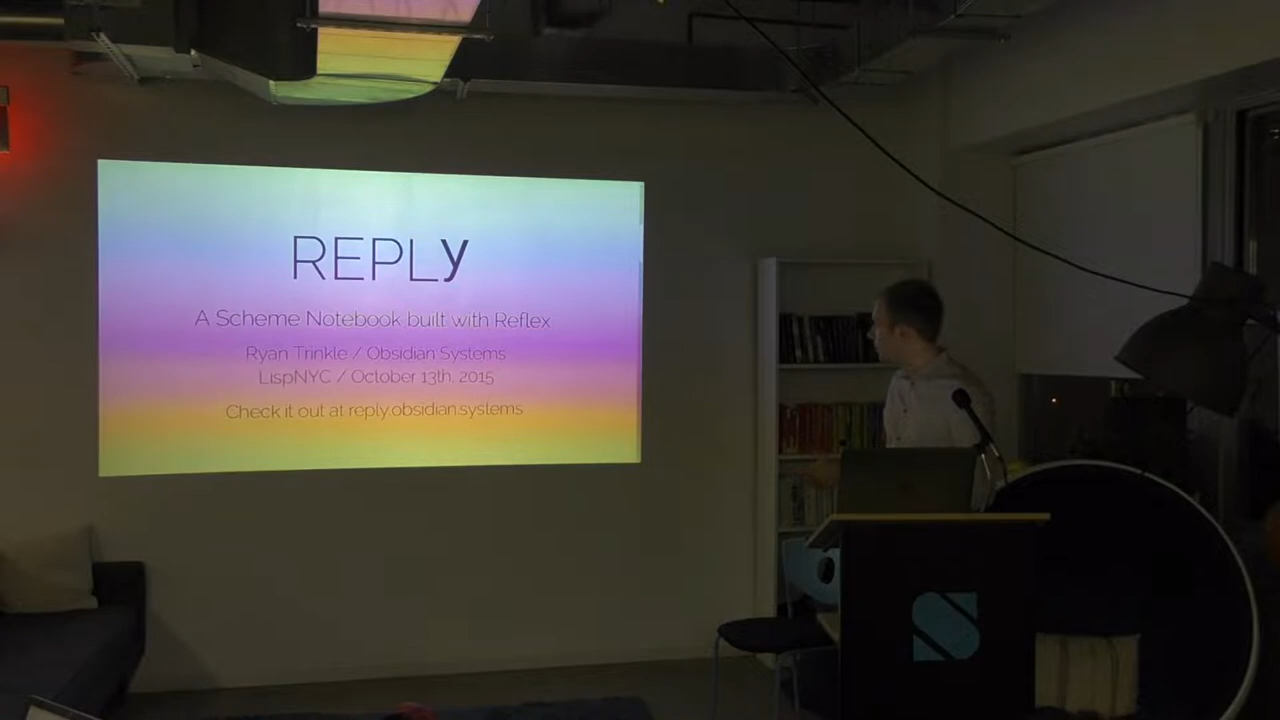 REPLy
A Scheme Notebook built with Reflex
Ryan Trinkle / Obsidian Systems
LispNYC / October 13th, 2015
Check it out at reply.obsidian.systems